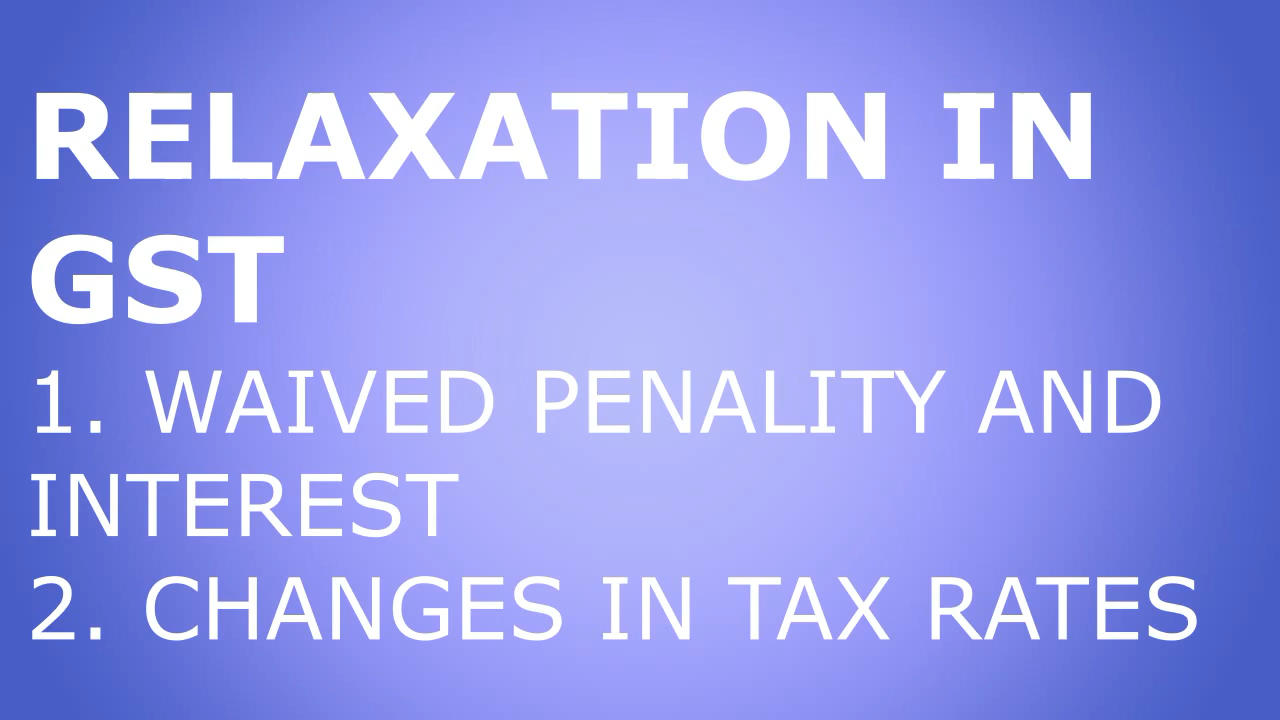 RELAXATION IN
GST
1. WAIVED PENALITY AND
INTEREST
2. CHANGES IN TAX RATES